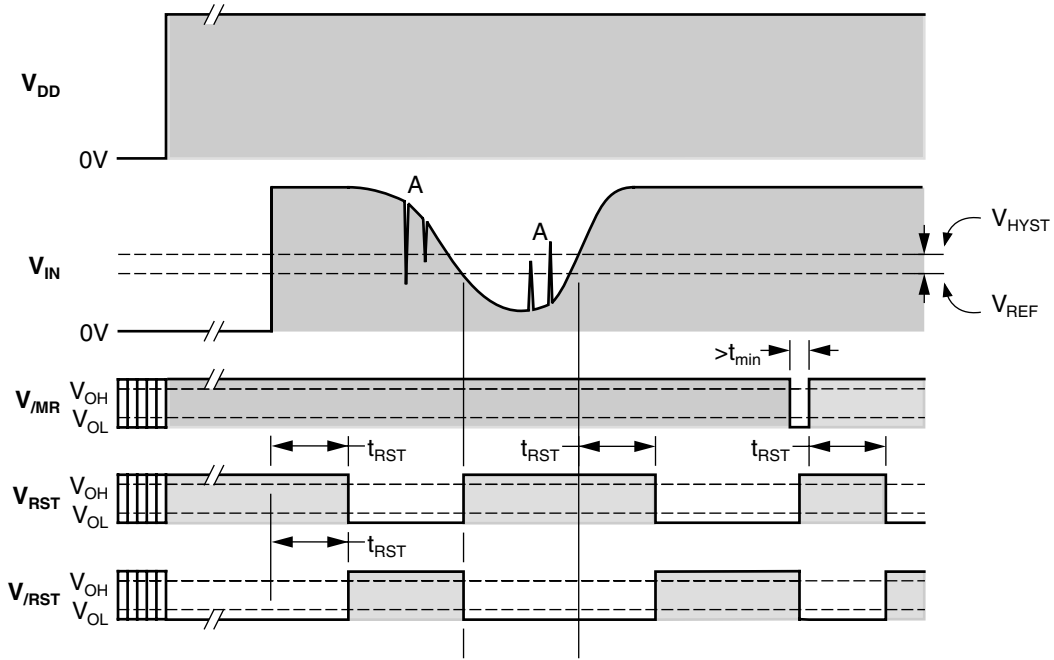 V_DD
0V
A
A
V_HYST
V_IN
V_REF
0V
>t_min
V_/MR
V_OH
V_OL
t_RST
t_RST
t_RST
V_RST
V_OH
V_OL
t_RST
V_/RST
V_OH
V_OL